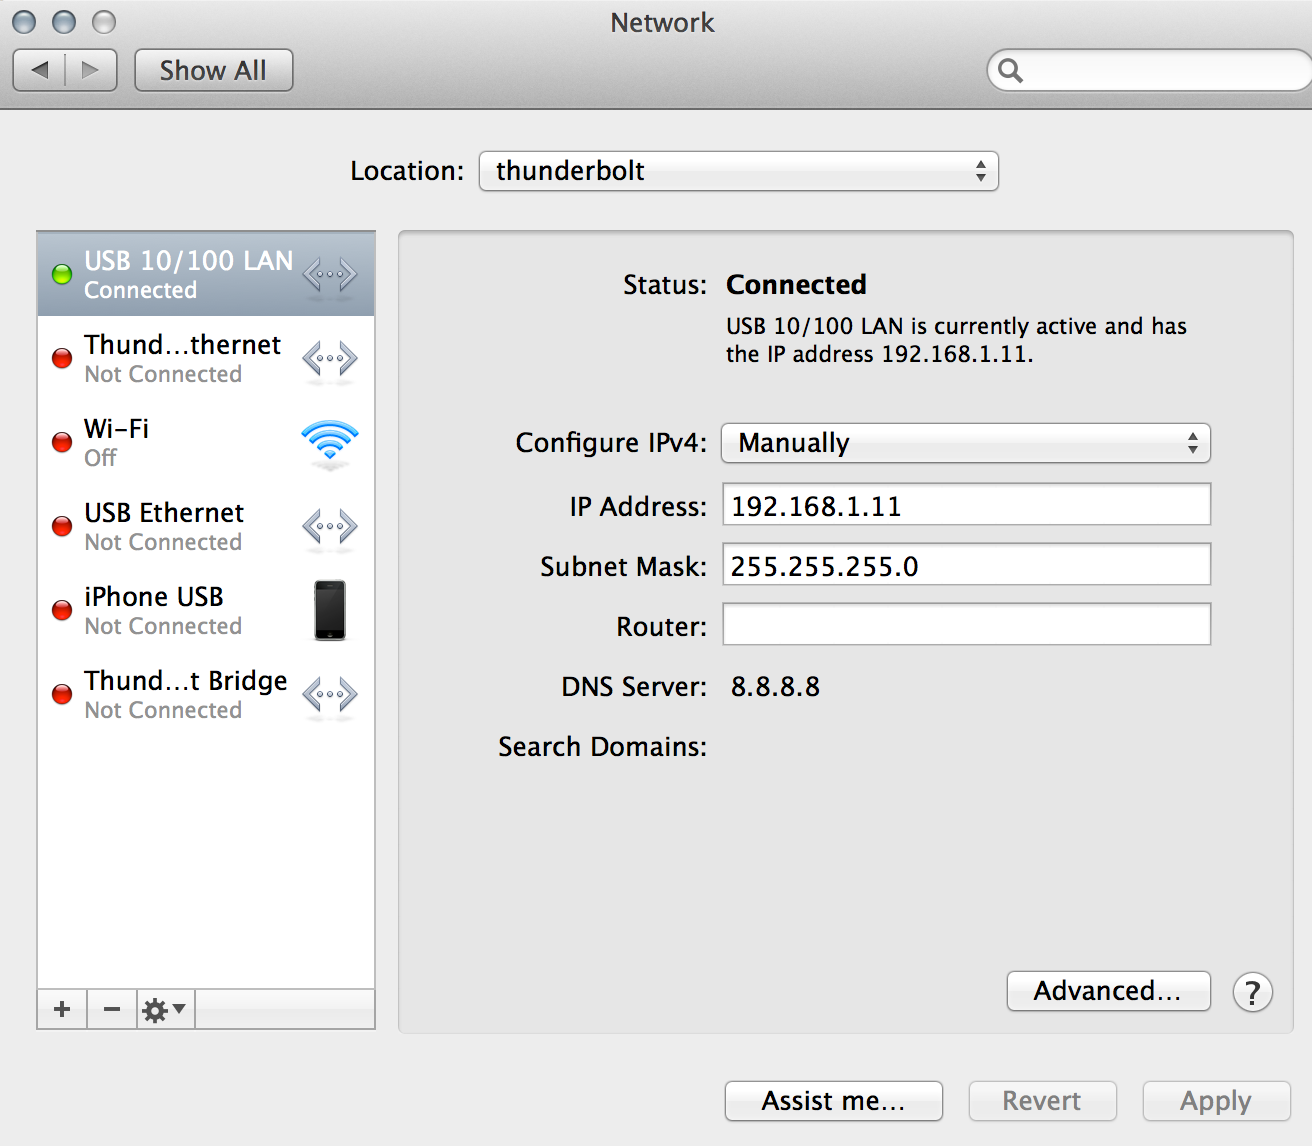 Network
Show All
Location: thunderbolt
USB 10/100 LAN
Connected
Thund...thernet
Not Connected
Wi-Fi
Off
USB Ethernet
Not Connected
iPhone USB
Not Connected
Thund...t Bridge
Not Connected
Status: Connected
USB 10/100 LAN is currently active and has
the IP address 192.168.1.11.
Configure IPv4: Manually
IP Address: 192.168.1.11
Subnet Mask: 255.255.255.0
Router:
DNS Server: 8.8.8.8
Search Domains:
Advanced...
?
Assist me...
Revert
Apply